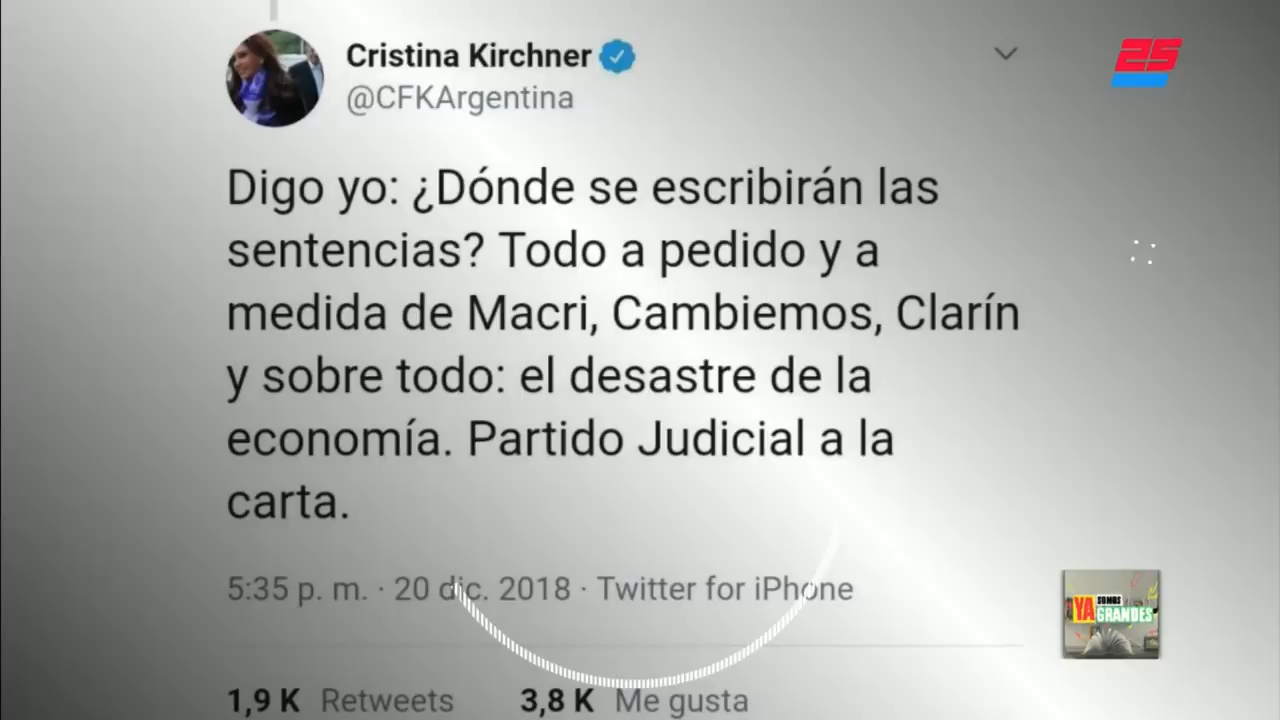 Cristina Kirchner
@CFKArgentina
25
Digo yo: ¿Dónde se escribirán las
sentencias? Todo a pedido y a
medida de Macri, Cambiemos, Clarín
y sobre todo: el desastre de la
economía. Partido Judicial a la
carta.
5:35 p. m. · 20 dic. 2018 · Twitter for iPhone
YA SOMOS
GRANDES
1,9 K Retweets 3,8 K Me gusta